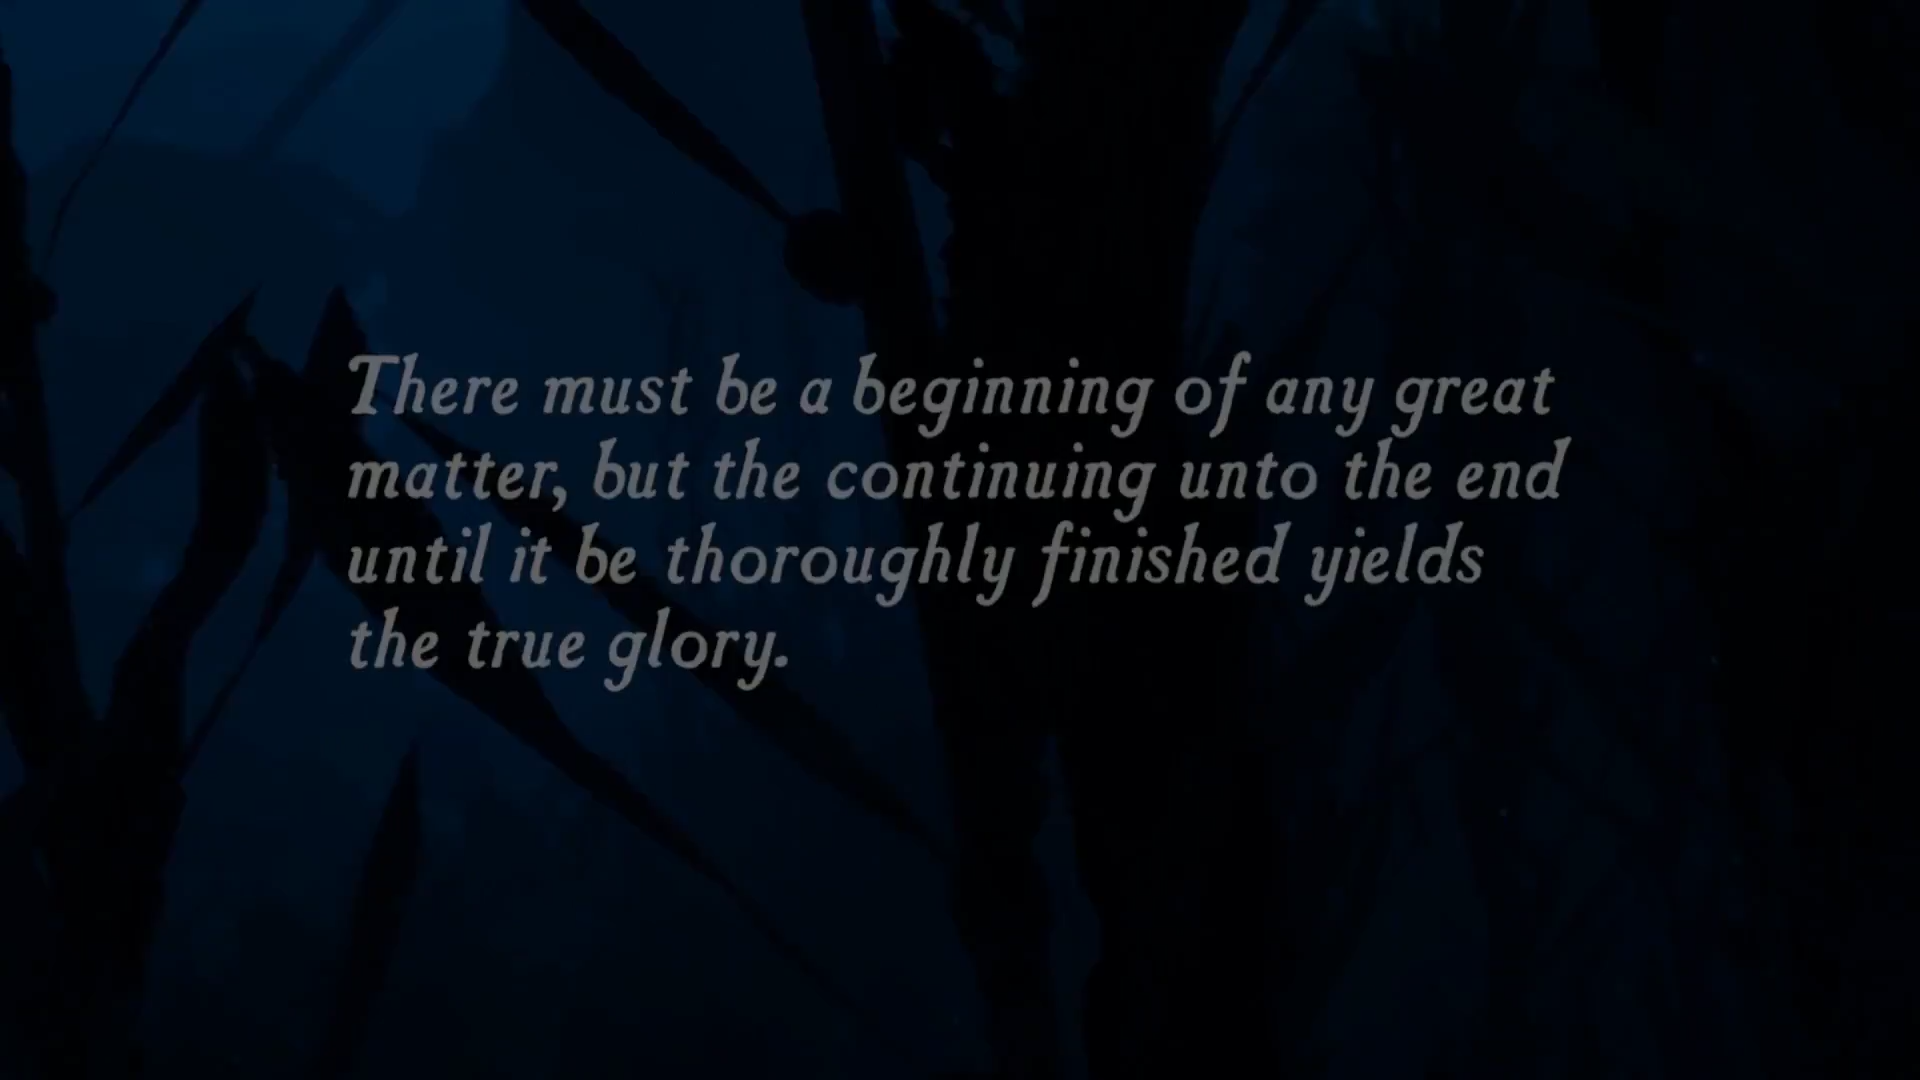 There must be a beginning of any great
matter, but the continuing unto the end
until it be thoroughly finished yields
the true glory.